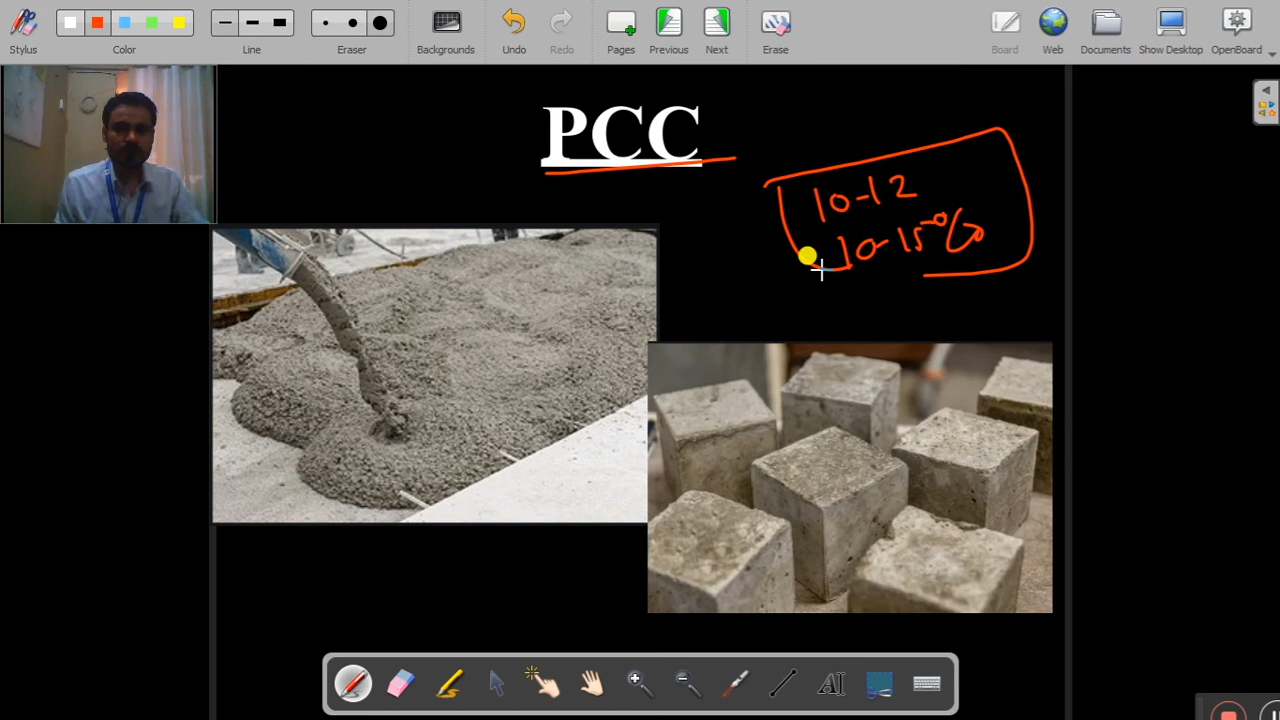 Stylus
Color
Line
Eraser
Backgrounds
Undo
Redo
Pages
Previous
Next
Erase
Board
Web
Documents
Show Desktop
OpenBoard
PCC
10-12
10-15%
AI